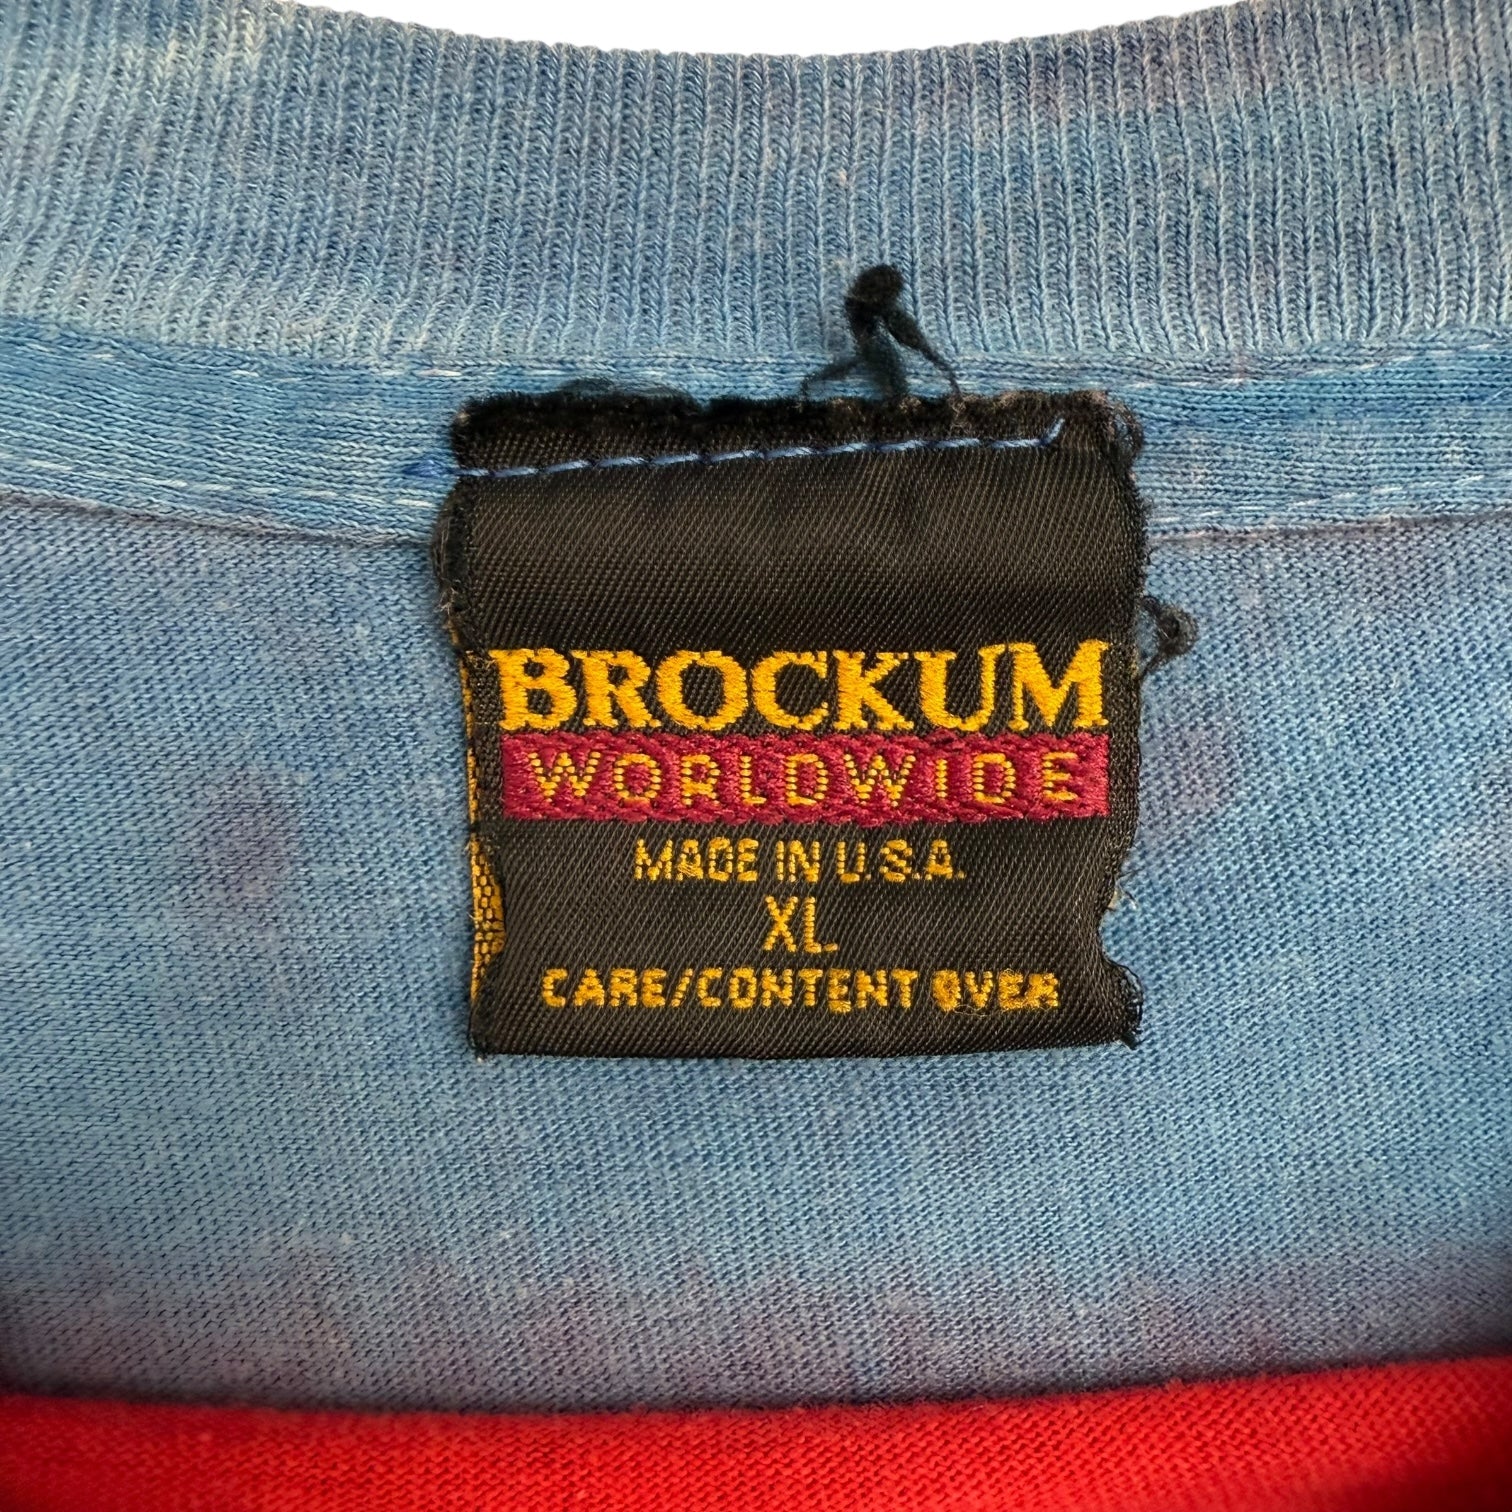 BROCKUM
WORLDWIDE
MADE IN U.S.A.
XL
CARE/CONTENT OVER